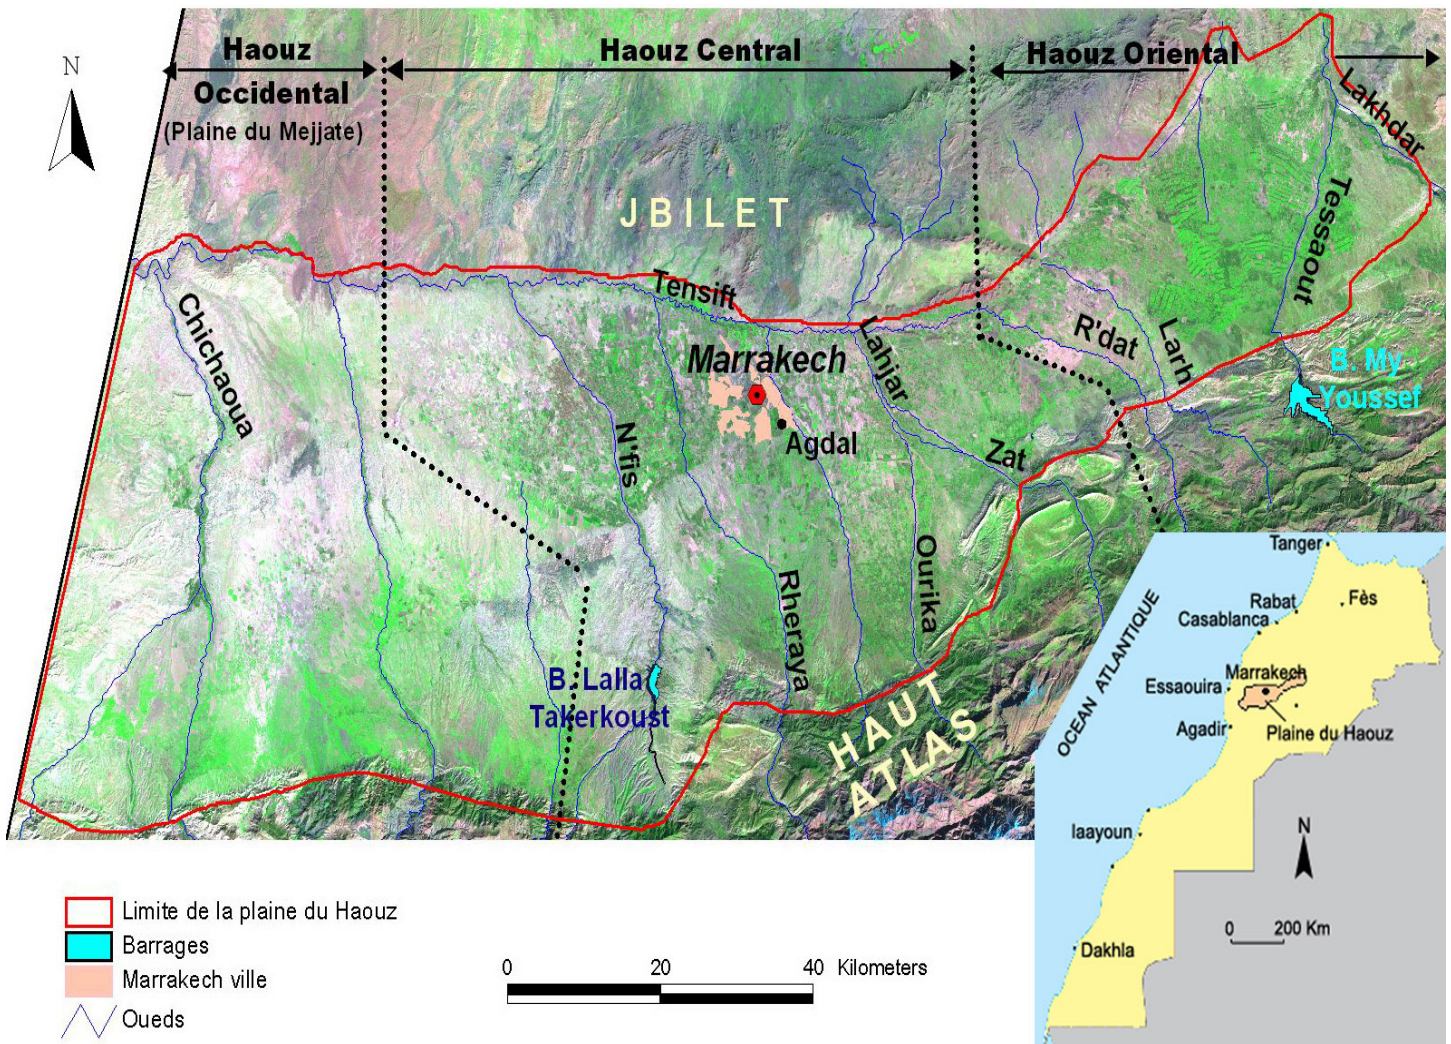 Haouz
Occidental
(Plaine du Mejjate)
Haouz Central
Haouz Oriental
N
Lakhdar
Tessaout
JBILET
Tensift
Chichaoua
Marrakech
Agdal
Lahjar
R'dat
Larh
B. My
Youssef
N'fis
Zat
Ourika
Rheraya
B. Lalla
Takerkoust
HAUT
ATLAS
Tanger
Rabat
Fès
Casablanca
Marrakech
Essaouira
Agadir
Plaine du Haouz
OCEAN ATLANTIQUE
laayoun
Dakhla
N
0 200 Km
Limite de la plaine du Haouz
Barrages
Marrakech ville
Oueds
0 20 40 Kilometers